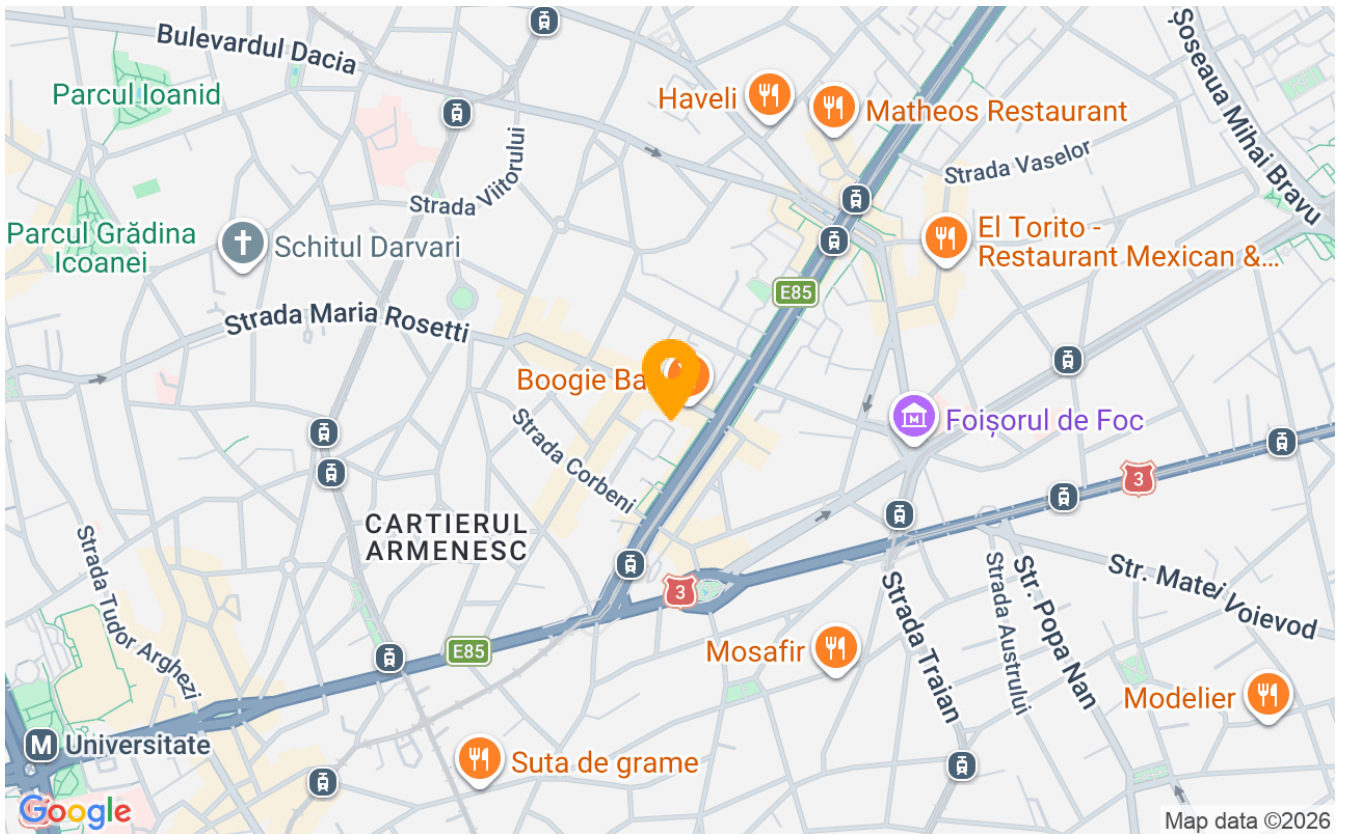 Bulevardul Dacia
Parcul Ioanid
Haveli
Matheos Restaurant
Șoseaua Mihai Bravu
Strada Viitorului
Strada Vaselor
Parcul Grădina
Icoanei
Schitul Darvari
El Torito -
Restaurant Mexican &...
E85
Strada Maria Rosetti
Boogie Ba
Strada Corbeni
Foișorul de Foc
3
CARTIERUL
ARMENESC
Strada Tudor Arghezi
3
E85
Str. Matei Voievod
Strada Traian
Strada Austrului
Str. Popa Nan
Mosafir
Modelier
M Universitate
Suta de grame
Google
Map data ©2026